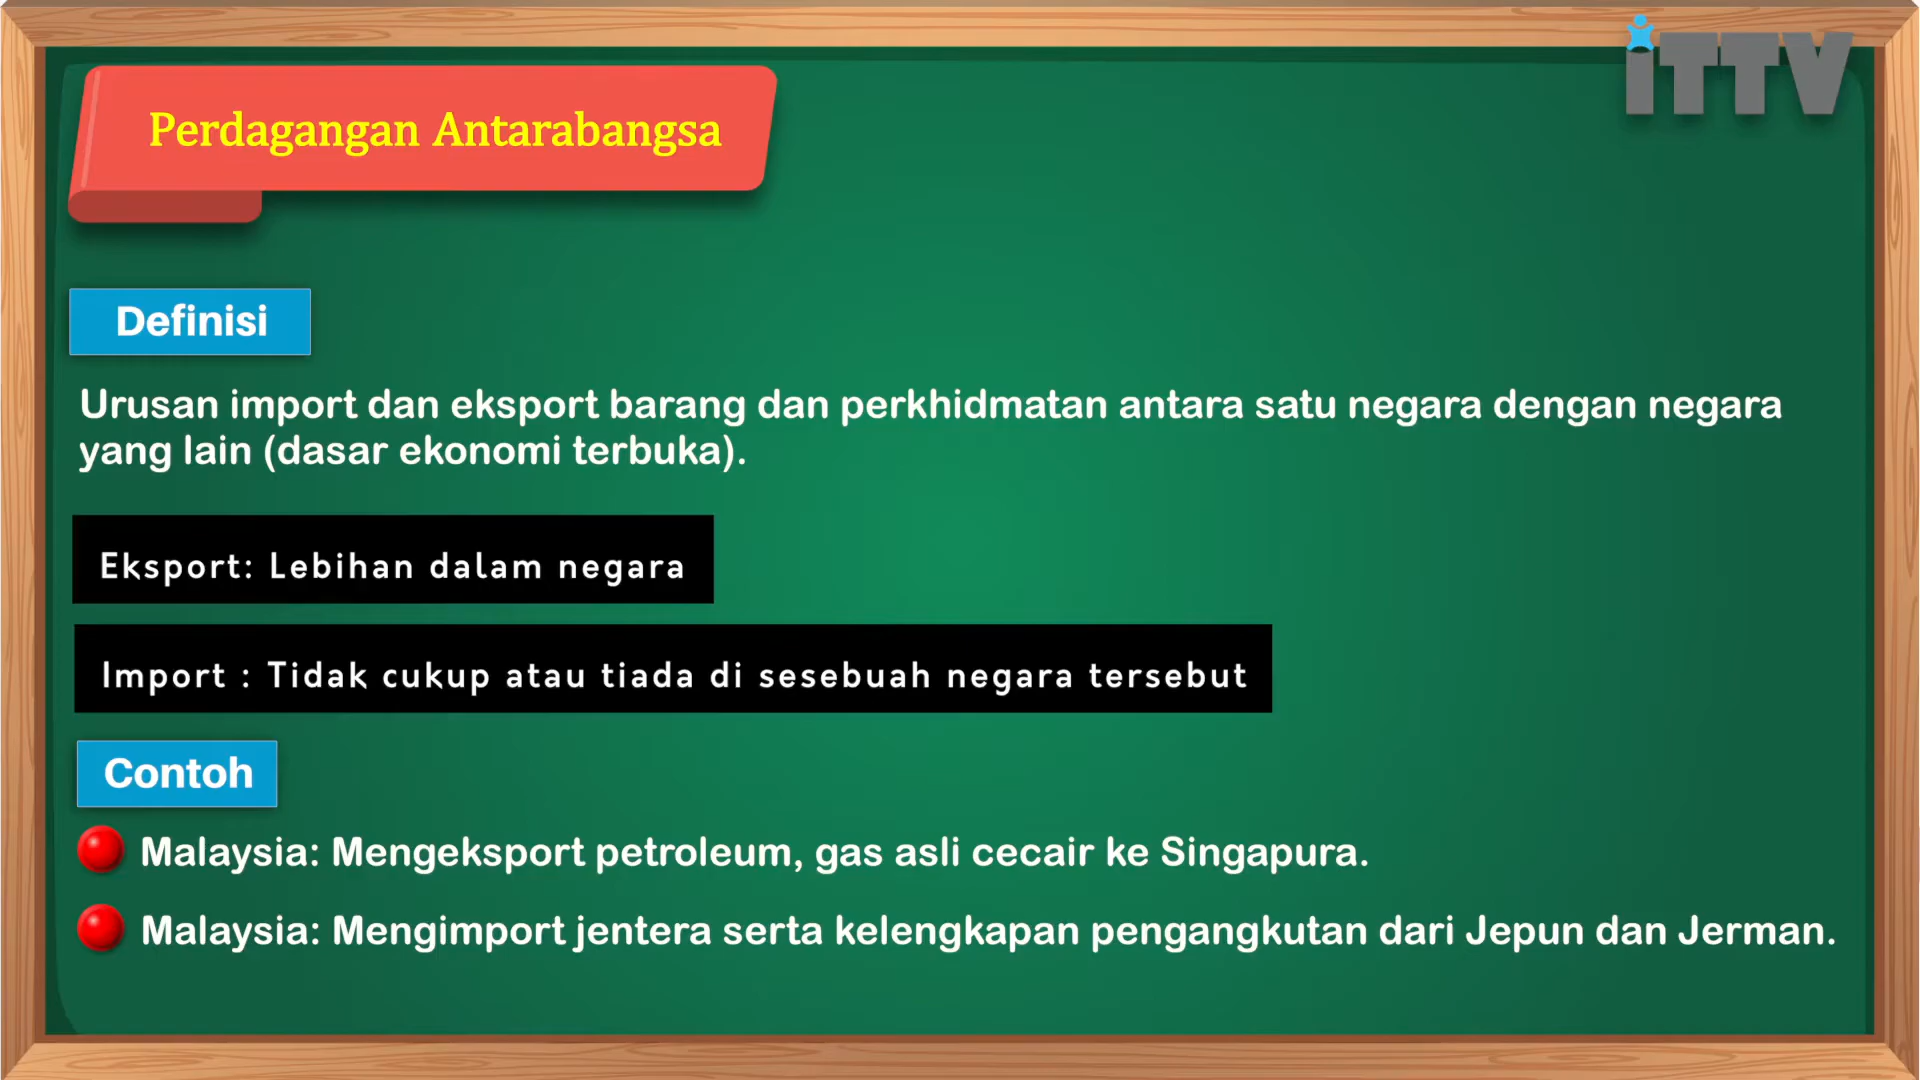 iTTV
Perdagangan Antarabangsa
Definisi
Urusan import dan eksport barang dan perkhidmatan antara satu negara dengan negara
yang lain (dasar ekonomi terbuka).
Eksport: Lebihan dalam negara
Import : Tidak cukup atau tiada di sesebuah negara tersebut
Contoh
Malaysia: Mengeksport petroleum, gas asli cecair ke Singapura.
Malaysia: Mengimport jentera serta kelengkapan pengangkutan dari Jepun dan Jerman.